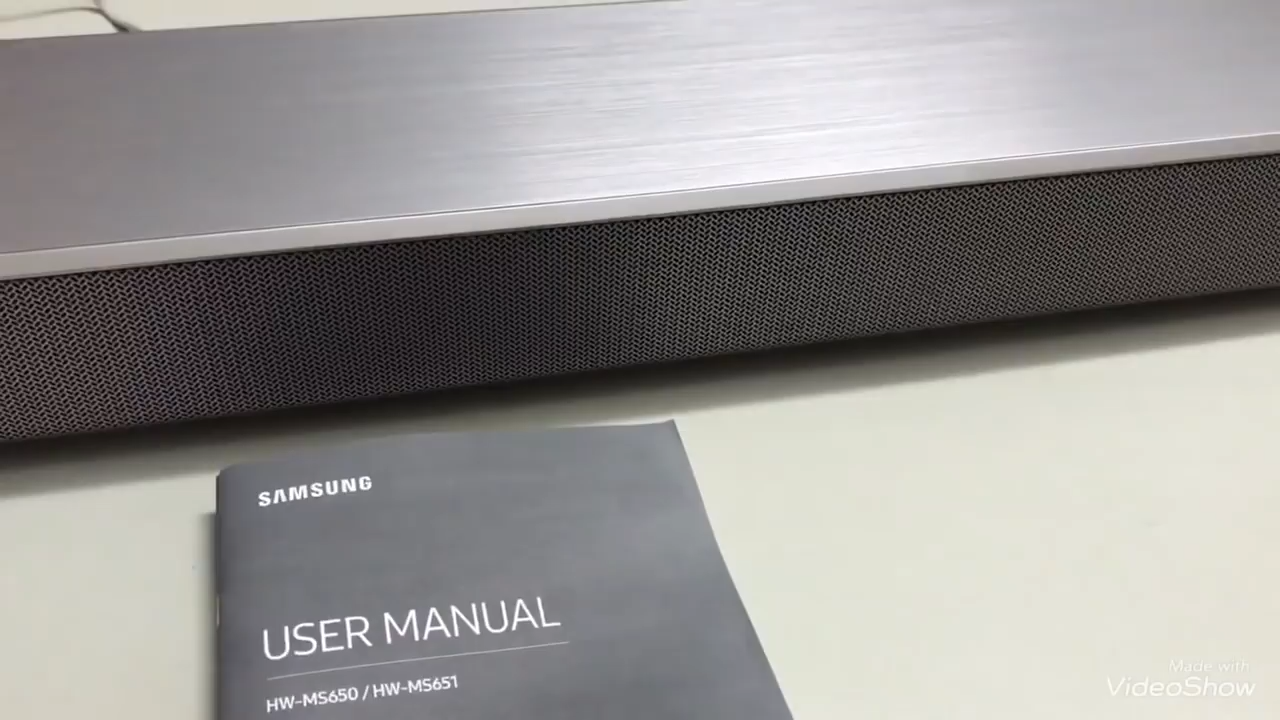 SAMSUNG
USER MANUAL
HW-MS650 / HW-MS651
Made with
VideoShow